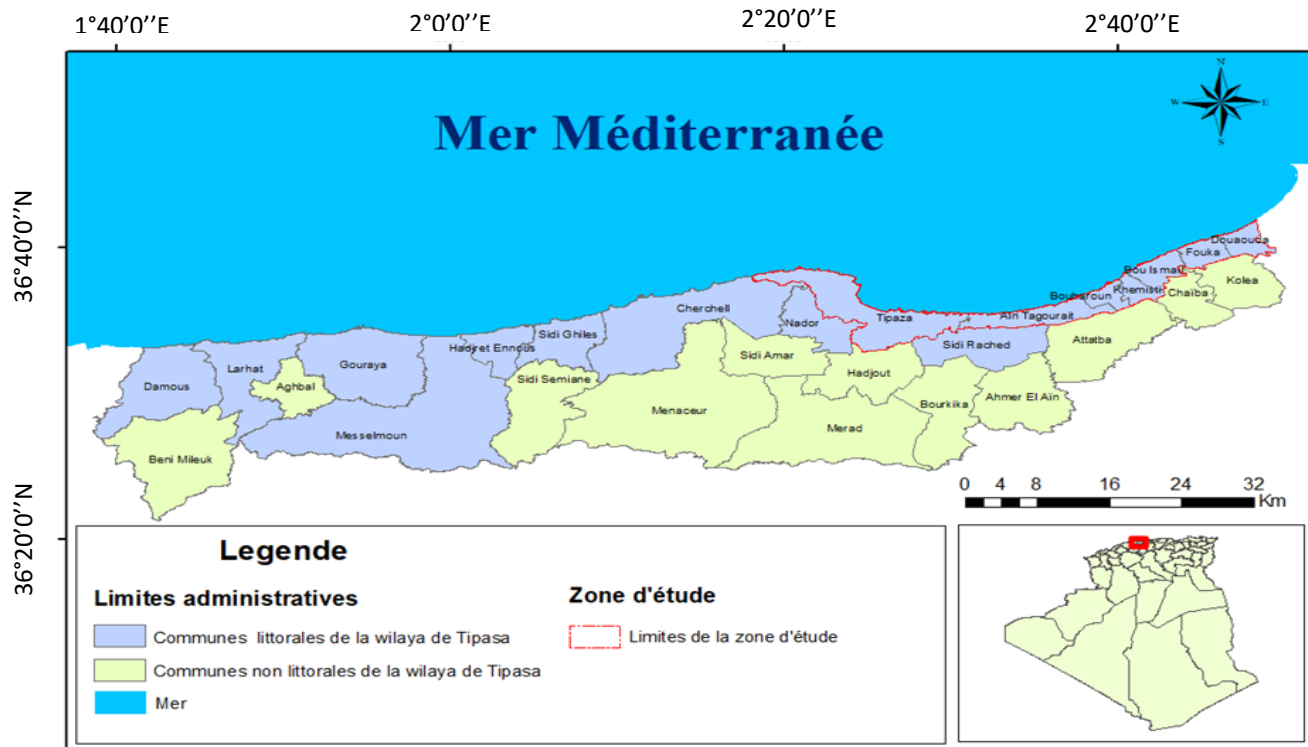 1°40’0’’E 2°0’0’’E 2°20’0’’E 2°40’0’’E
N
W E
S
Mer Méditerranée
36°40’0’’N
36°20’0’’N
Douaouda
Fouka
Bou Ismail
Khemisti
Chaïba
Kolea
Bouharoun
Aïn Tagourait
Cherchell
Nador
Tipaza
Sidi Ghiles
Hadjret Ennous
Sidi Rached
Attatba
Gouraya
Larhat
Aghbal
Damous
Sidi Semiane
Sidi Amar
Hadjout
Menaceur
Bourkika
Ahmer El Aïn
Messelmoun
Merad
Beni Mileuk
0 4 8 16 24 32
Km
Legende
Limites administratives
Communes littorales de la wilaya de Tipasa
Communes non littorales de la wilaya de Tipasa
Mer
Zone d'étude
Limites de la zone d'étude